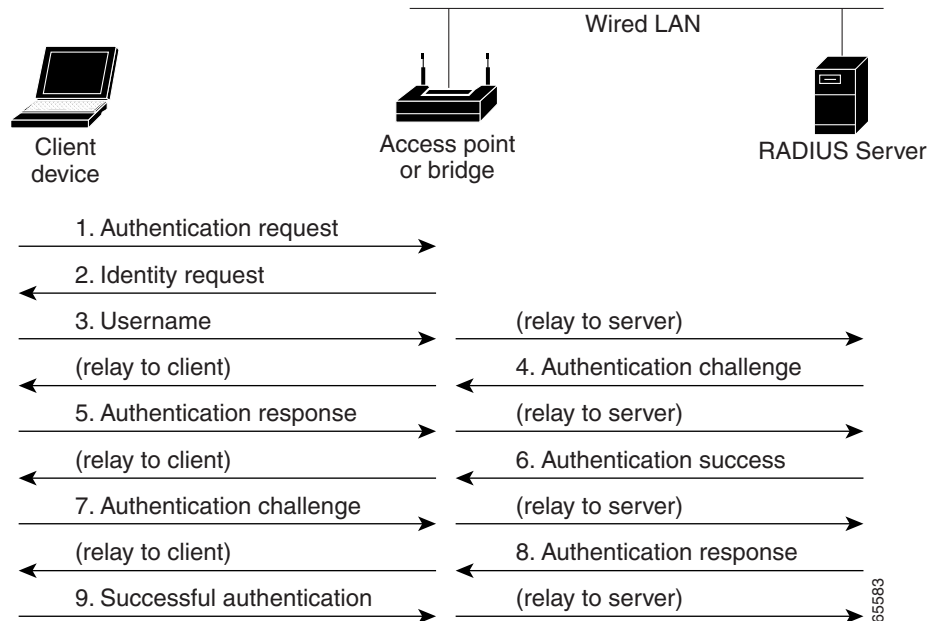 Wired LAN
Client
device
Access point
or bridge
RADIUS Server
1. Authentication request
2. Identity request
3. Username
(relay to server)
(relay to client)
4. Authentication challenge
5. Authentication response
(relay to server)
(relay to client)
6. Authentication success
7. Authentication challenge
(relay to server)
(relay to client)
8. Authentication response
9. Successful authentication
(relay to server)
65583